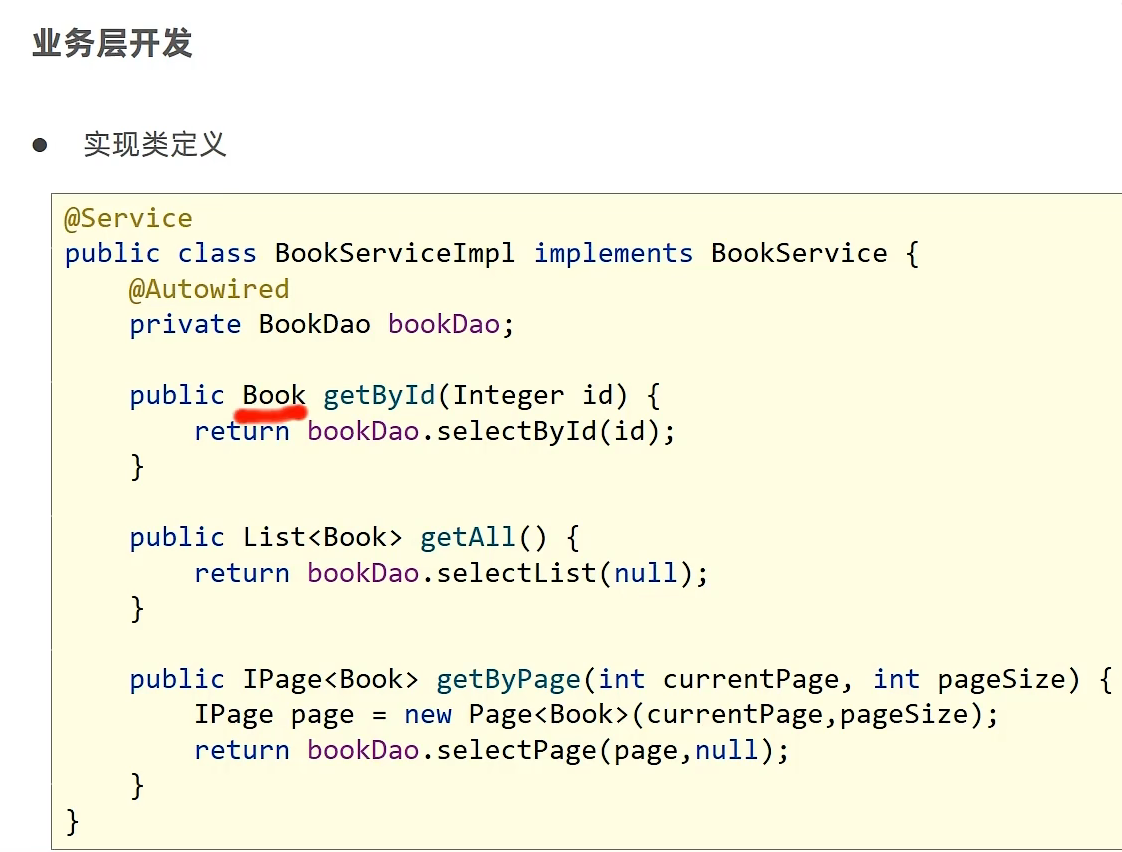 业务层开发
● 实现类定义
@Service
public class BookServiceImpl implements BookService {
    @Autowired
    private BookDao bookDao;
    public Book getById(Integer id) {
        return bookDao.selectById(id);
    }
    public List<Book> getAll() {
        return bookDao.selectList(null);
    }
    public IPage<Book> getByPage(int currentPage, int pageSize) {
        IPage page = new Page<Book>(currentPage,pageSize);
        return bookDao.selectPage(page,null);
    }
}